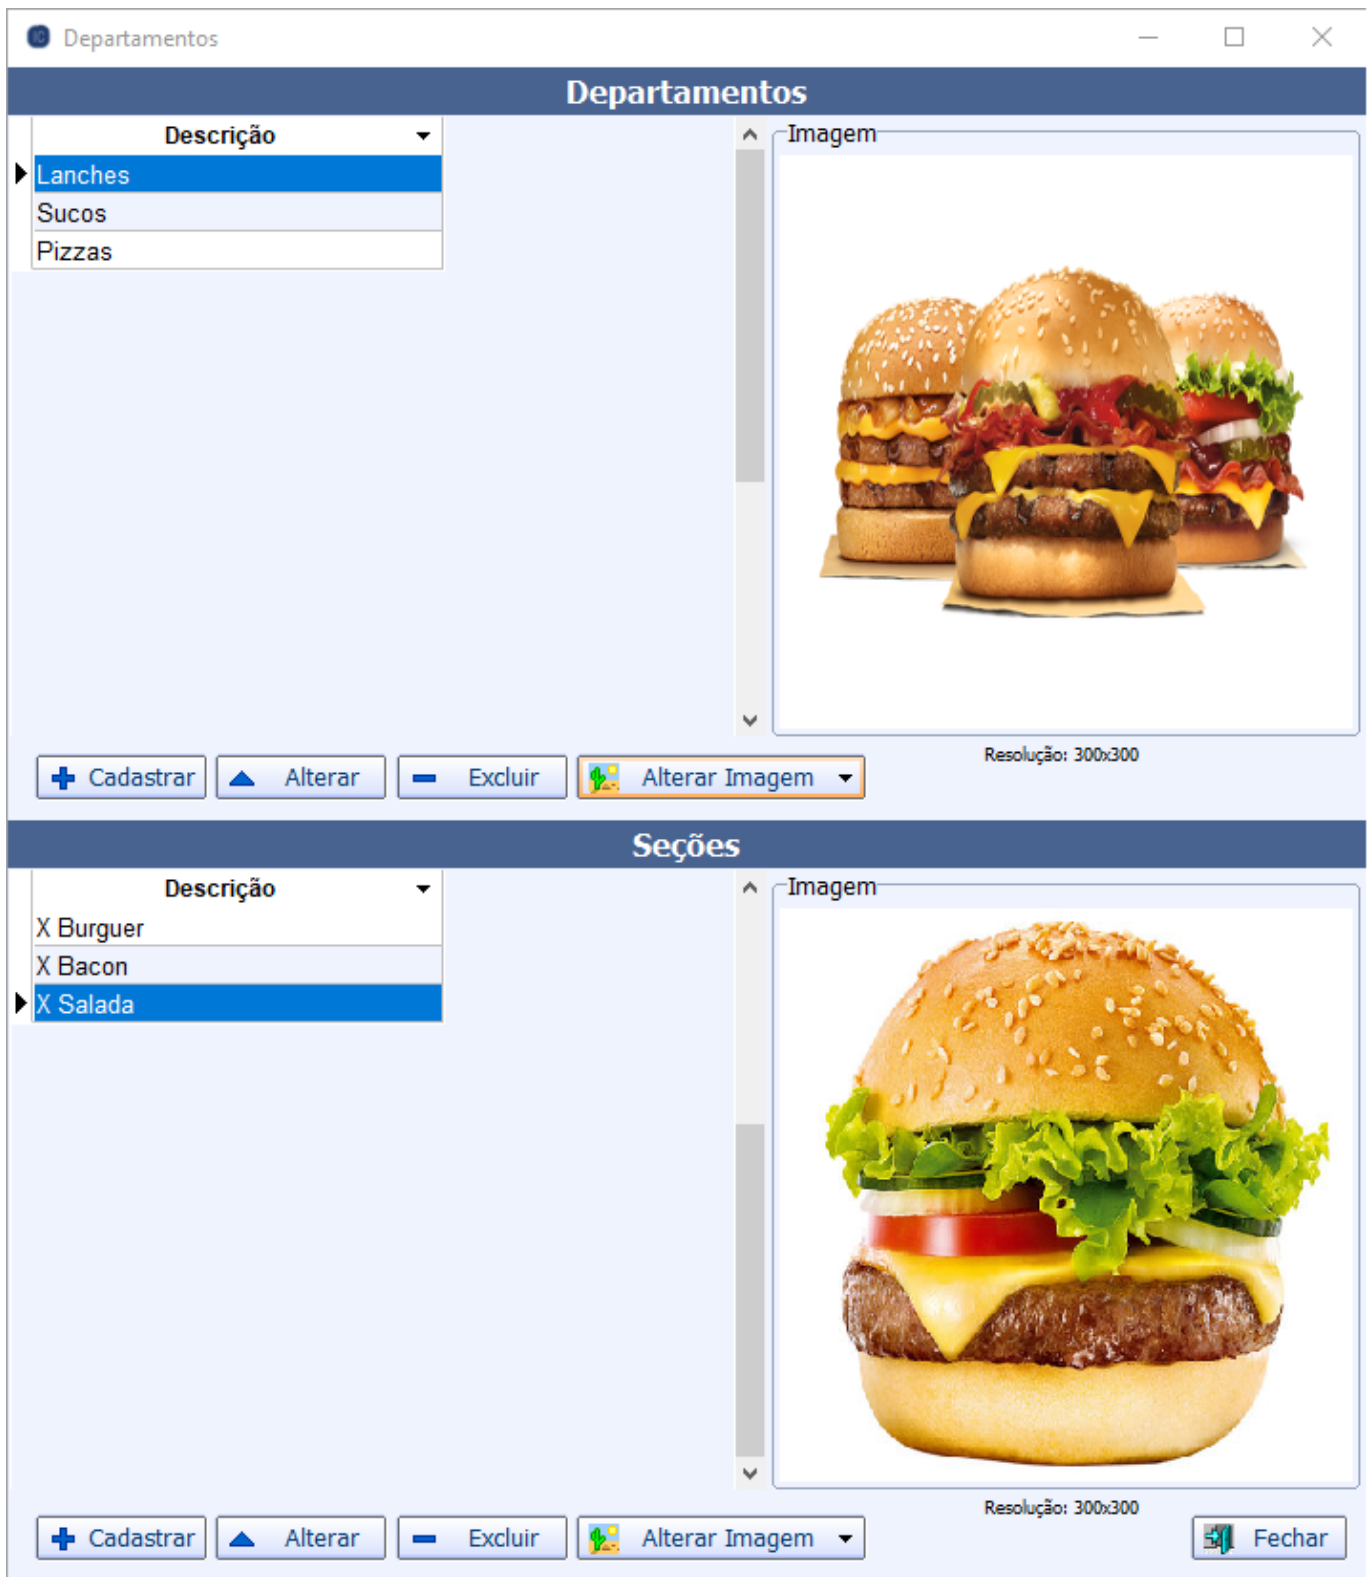 Departamentos
Departamentos
Descrição
Imagem
Lanches
Sucos
Pizzas
Resolução: 300x300
Cadastrar
Alterar
Excluir
Alterar Imagem
Seções
Descrição
Imagem
X Burguer
X Bacon
X Salada
Resolução: 300x300
Cadastrar
Alterar
Excluir
Alterar Imagem
Fechar